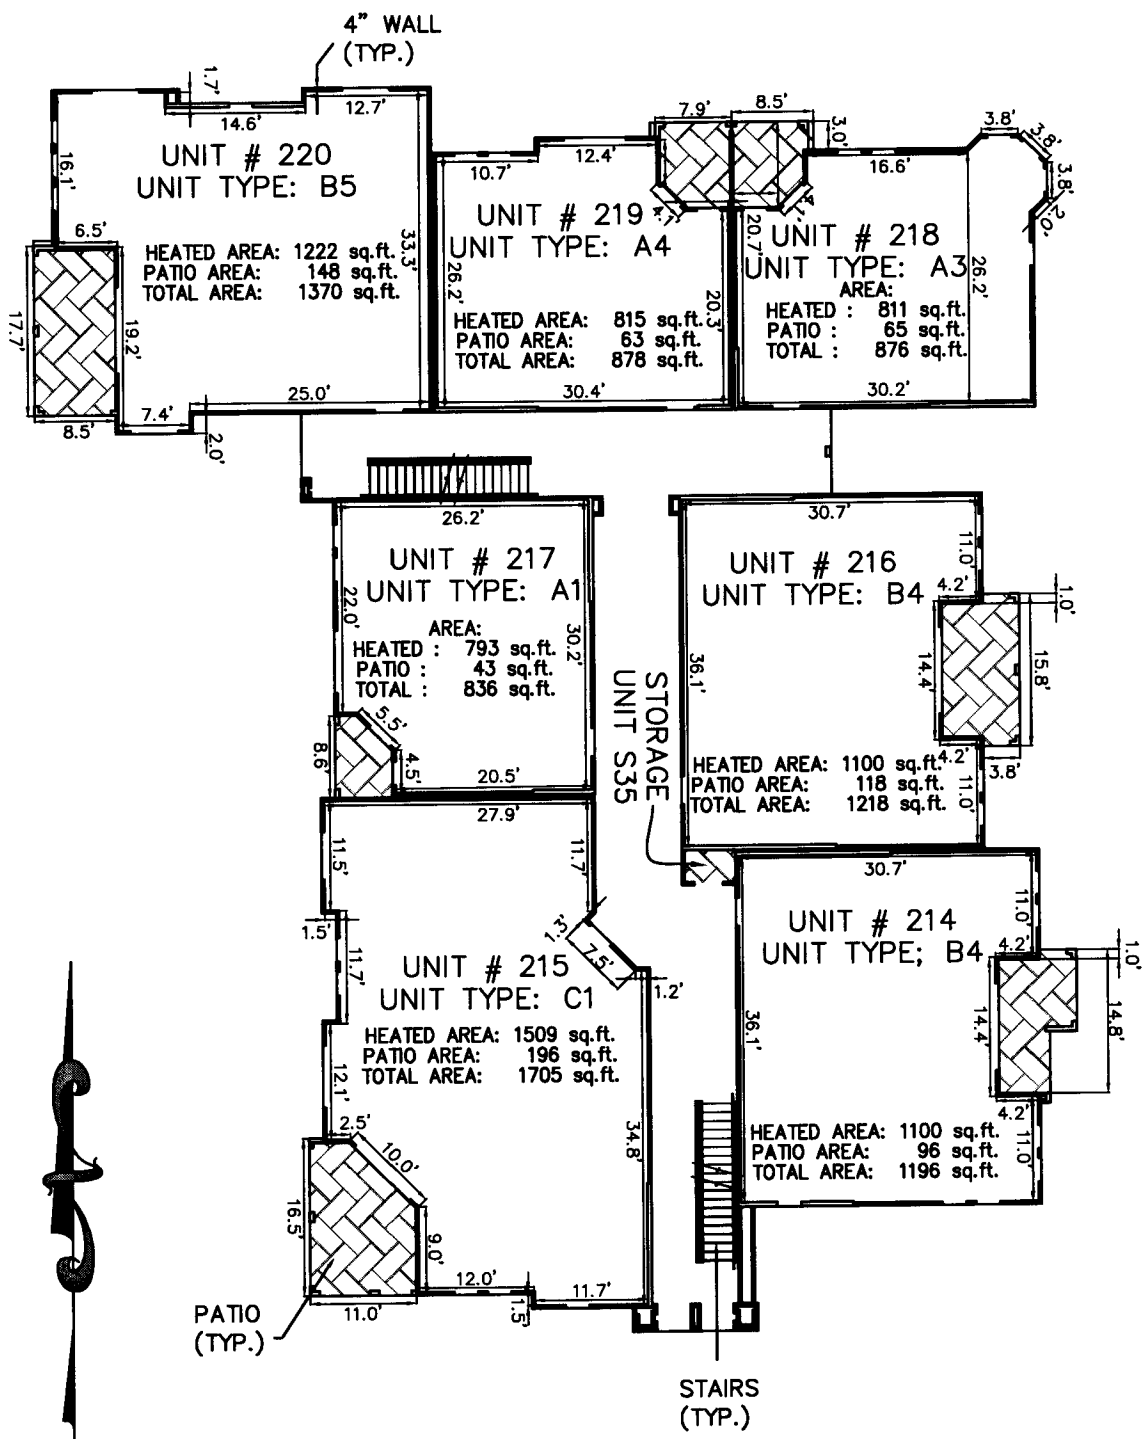 4" WALL
(TYP.)
1.7'
14.6'
12.7'
16.1'
UNIT # 220
UNIT TYPE: B5
6.5'
HEATED AREA: 1222 sq.ft.
PATIO AREA: 148 sq.ft.
TOTAL AREA: 1370 sq.ft.
33.3'
17.7'
19.2'
25.0'
8.5'
7.4'
2.0'
10.7'
12.4'
7.9'
4.1'
UNIT # 219
UNIT TYPE: A4
26.2'
20.3'
HEATED AREA: 815 sq.ft.
PATIO AREA: 63 sq.ft.
TOTAL AREA: 878 sq.ft.
30.4'
8.5'
3.0'
16.6'
3.8'
3.8'
3.8'
2.0'
4.1'
20.7'
UNIT # 218
UNIT TYPE: A3
26.2'
AREA:
HEATED : 811 sq.ft.
PATIO : 65 sq.ft.
TOTAL : 876 sq.ft.
30.2'
26.2'
UNIT # 217
UNIT TYPE: A1
22.0'
30.2'
AREA:
HEATED : 793 sq.ft.
PATIO : 43 sq.ft.
TOTAL : 836 sq.ft.
5.5'
8.6'
4.5'
20.5'
STORAGE
UNIT S35
30.7'
11.0'
UNIT # 216
UNIT TYPE: B4
4.2'
1.0'
36.1'
14.4'
15.8'
4.2'
3.8'
HEATED AREA: 1100 sq.ft.
PATIO AREA: 118 sq.ft.
TOTAL AREA: 1218 sq.ft.
11.0'
27.9'
11.5'
11.7'
1.5'
1.3'
7.5'
11.7'
UNIT # 215
UNIT TYPE: C1
1.2'
HEATED AREA: 1509 sq.ft.
PATIO AREA: 196 sq.ft.
TOTAL AREA: 1705 sq.ft.
12.1'
2.5'
10.0'
34.8'
16.5'
9.0'
12.0'
11.7'
1.5'
11.0'
PATIO
(TYP.)
30.7'
11.0'
UNIT # 214
UNIT TYPE; B4
4.2'
1.0'
36.1'
14.4'
14.8'
4.2'
HEATED AREA: 1100 sq.ft.
PATIO AREA: 96 sq.ft.
TOTAL AREA: 1196 sq.ft.
11.0'
STAIRS
(TYP.)